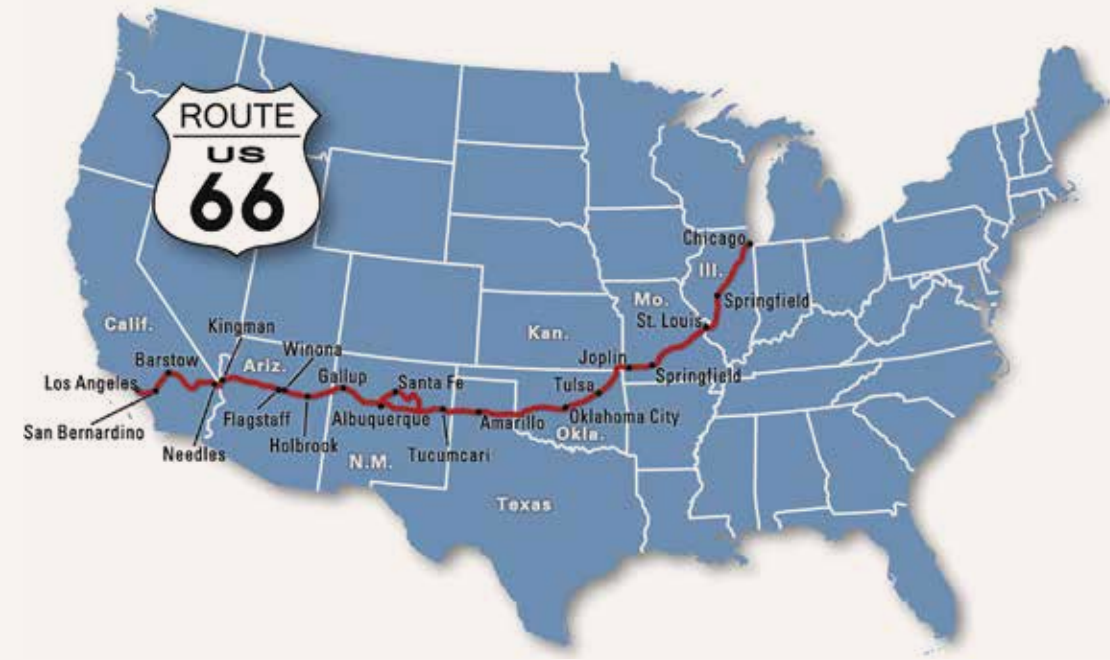 ROUTE
US
66
Chicago
Ill.
Springfield
Mo.
St. Louis
Kan.
Joplin
Springfield
Tulsa
Oklahoma City
Okla.
Calif.
Kingman
Winona
Barstow
Ariz.
Gallup
Santa Fe
Los Angeles
San Bernardino
Flagstaff
Albuquerque
Amarillo
Holbrook
Needles
N.M.
Tucumcari
Texas